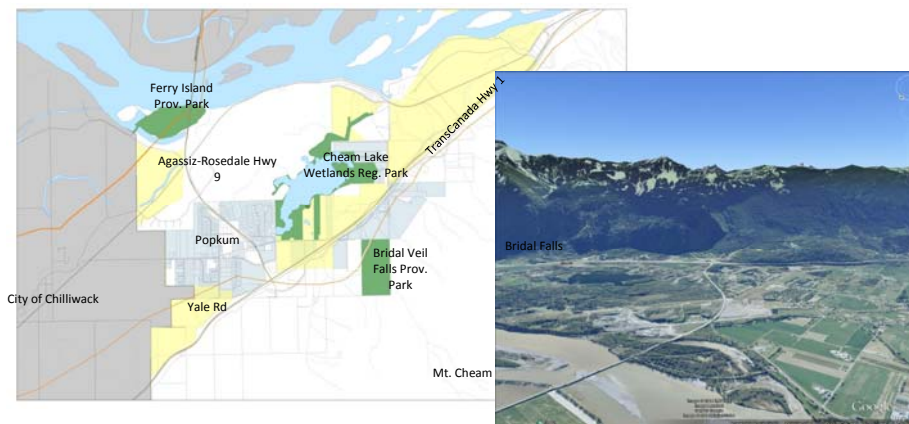 Ferry Island
Prov. Park
Agassiz-Rosedale Hwy
9
Cheam Lake
Wetlands Reg. Park
TransCanada Hwy 1
Popkum
Bridal Veil
Falls Prov.
Park
City of Chilliwack
Yale Rd
Mt. Cheam
Bridal Falls
Google